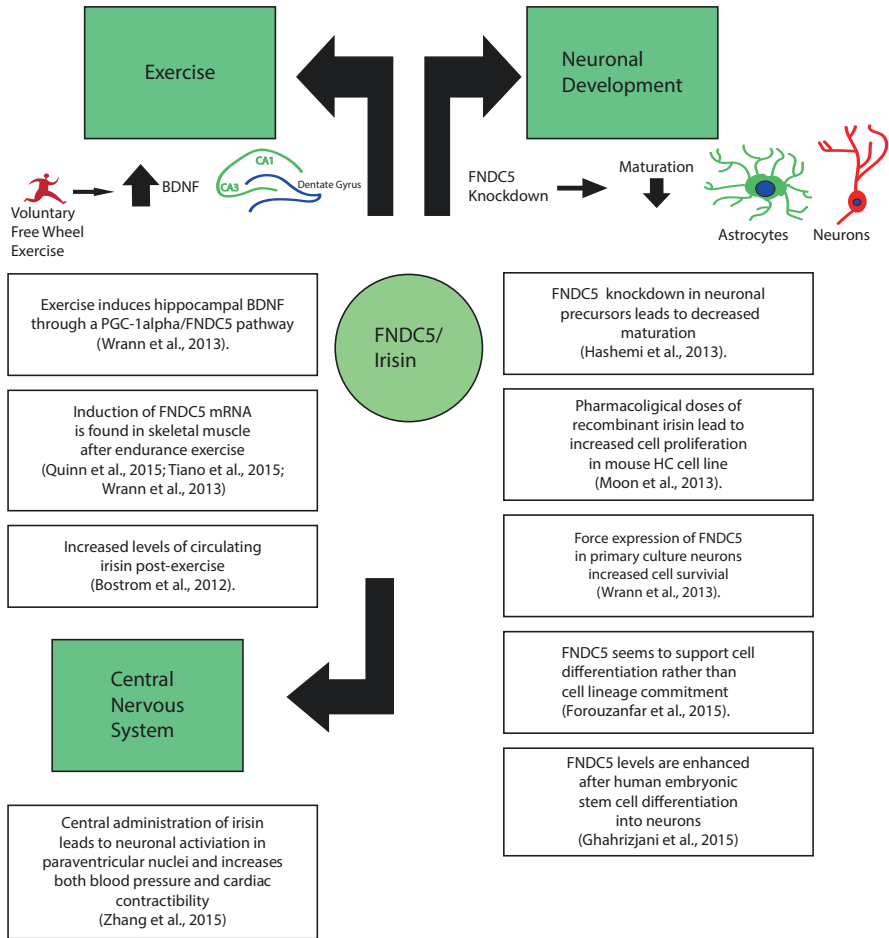 Exercise
Neuronal
Development
Voluntary
Free Wheel
Exercise
BDNF
CA1
CA3
Dentate Gyrus
FNDC5
Knockdown
Maturation
Astrocytes
Neurons
Exercise induces hippocampal BDNF
through a PGC-1alpha/FNDC5 pathway
(Wrann et al., 2013).
Induction of FNDC5 mRNA
is found in skeletal muscle
after endurance exercise
(Quinn et al., 2015; Tiano et al., 2015;
Wrann et al., 2013)
Increased levels of circulating
irisin post-exercise
(Bostrom et al., 2012).
FNDC5/
Irisin
FNDC5 knockdown in neuronal
precursors leads to decreased
maturation
(Hashemi et al., 2013).
Pharmacoligical doses of
recombinant irisin lead to
increased cell proliferation
in mouse HC cell line
(Moon et al., 2013).
Force expression of FNDC5
in primary culture neurons
increased cell survivial
(Wrann et al., 2013).
FNDC5 seems to support cell
differentiation rather than
cell lineage commitment
(Forouzanfar et al., 2015).
FNDC5 levels are enhanced
after human embryonic
stem cell differentiation
into neurons
(Ghahrizjani et al., 2015)
Central
Nervous
System
Central administration of irisin
leads to neuronal activiation in
paraventricular nuclei and increases
both blood pressure and cardiac
contractibility
(Zhang et al., 2015)